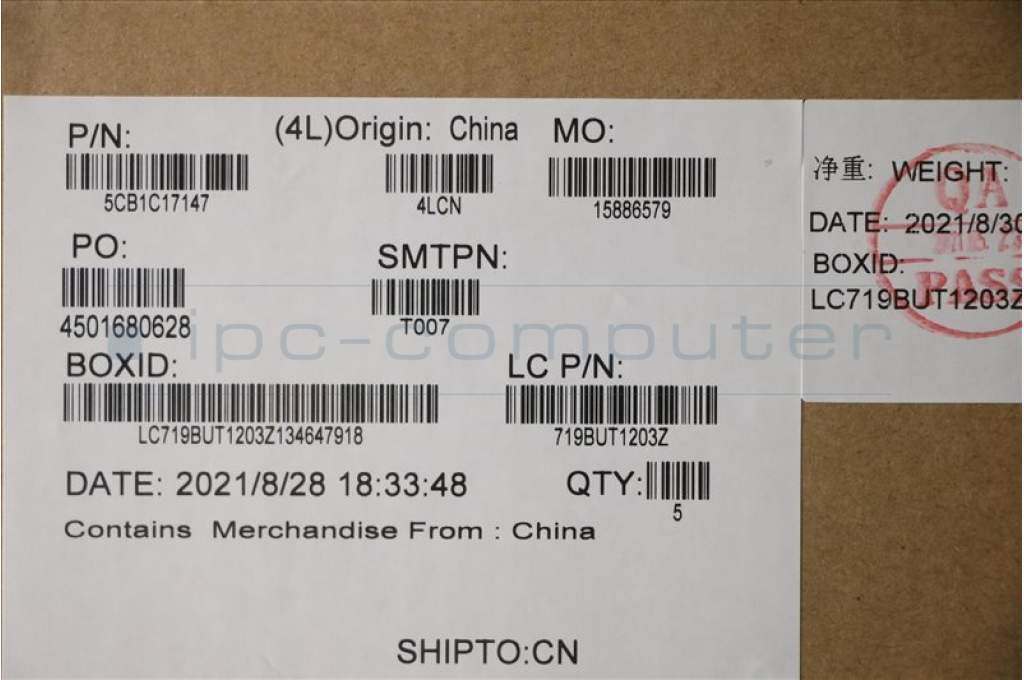 P/N:
(4L)Origin: China
MO:
5CB1C17147
4LCN
15886579
PO:
SMTPN:
4501680628
T007
ipc-computer
BOXID:
LC P/N:
LC719BUT1203Z134647918
719BUT1203Z
DATE: 2021/8/28 18:33:48
QTY:
5
Contains Merchandise From : China
SHIPTO:CN
净重: WEIGHT:
QA
DATE: 2021/8/30
BOXID:
PASS
LC719BUT1203Z